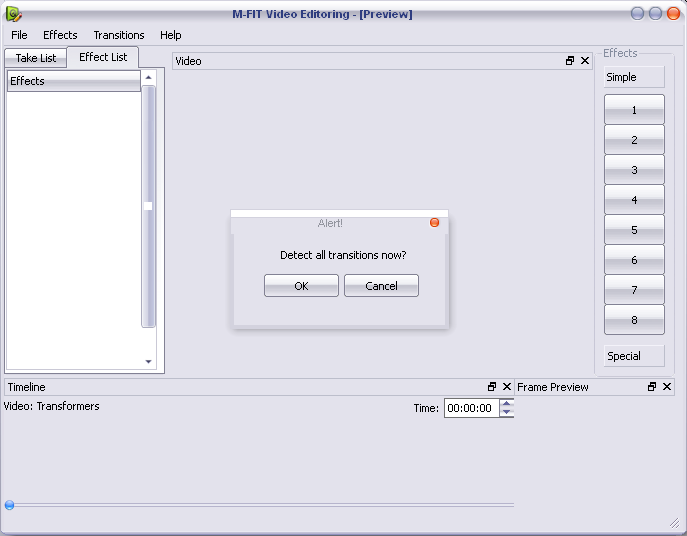 M-FIT Video Editoring - [Preview]
File Effects Transitions Help
Take List Effect List
Effects
Video
Effects
Simple
1
2
3
4
5
6
7
8
Special
Alert!
Detect all transitions now?
OK Cancel
Timeline
Frame Preview
Video: Transformers
Time: 00:00:00